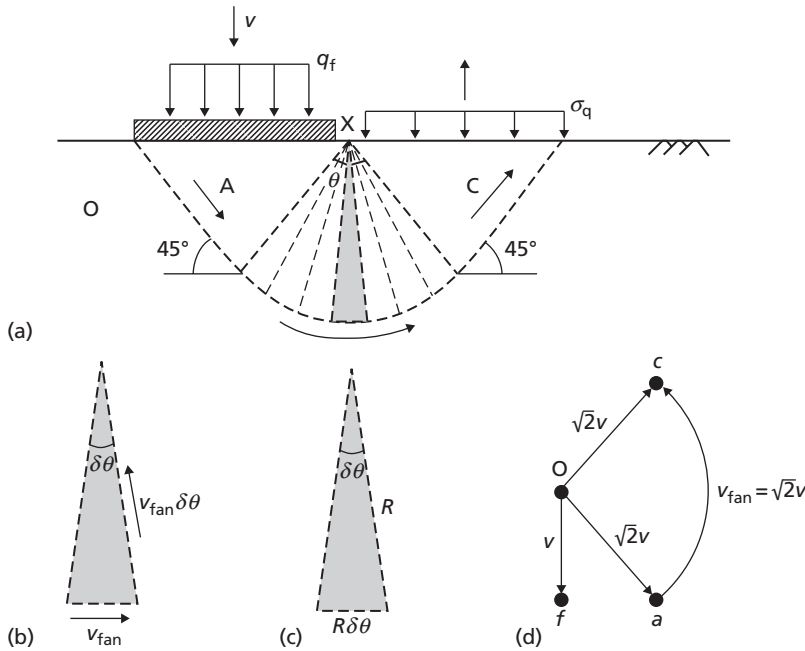 v
q_f
X
σ_q
θ
A
C
O
45°
45°
(a)
δθ
v_fan δθ
v_fan
(b)
δθ
R
Rδθ
(c)
c
√2v
O
v_fan = √2v
v
√2v
f
a
(d)